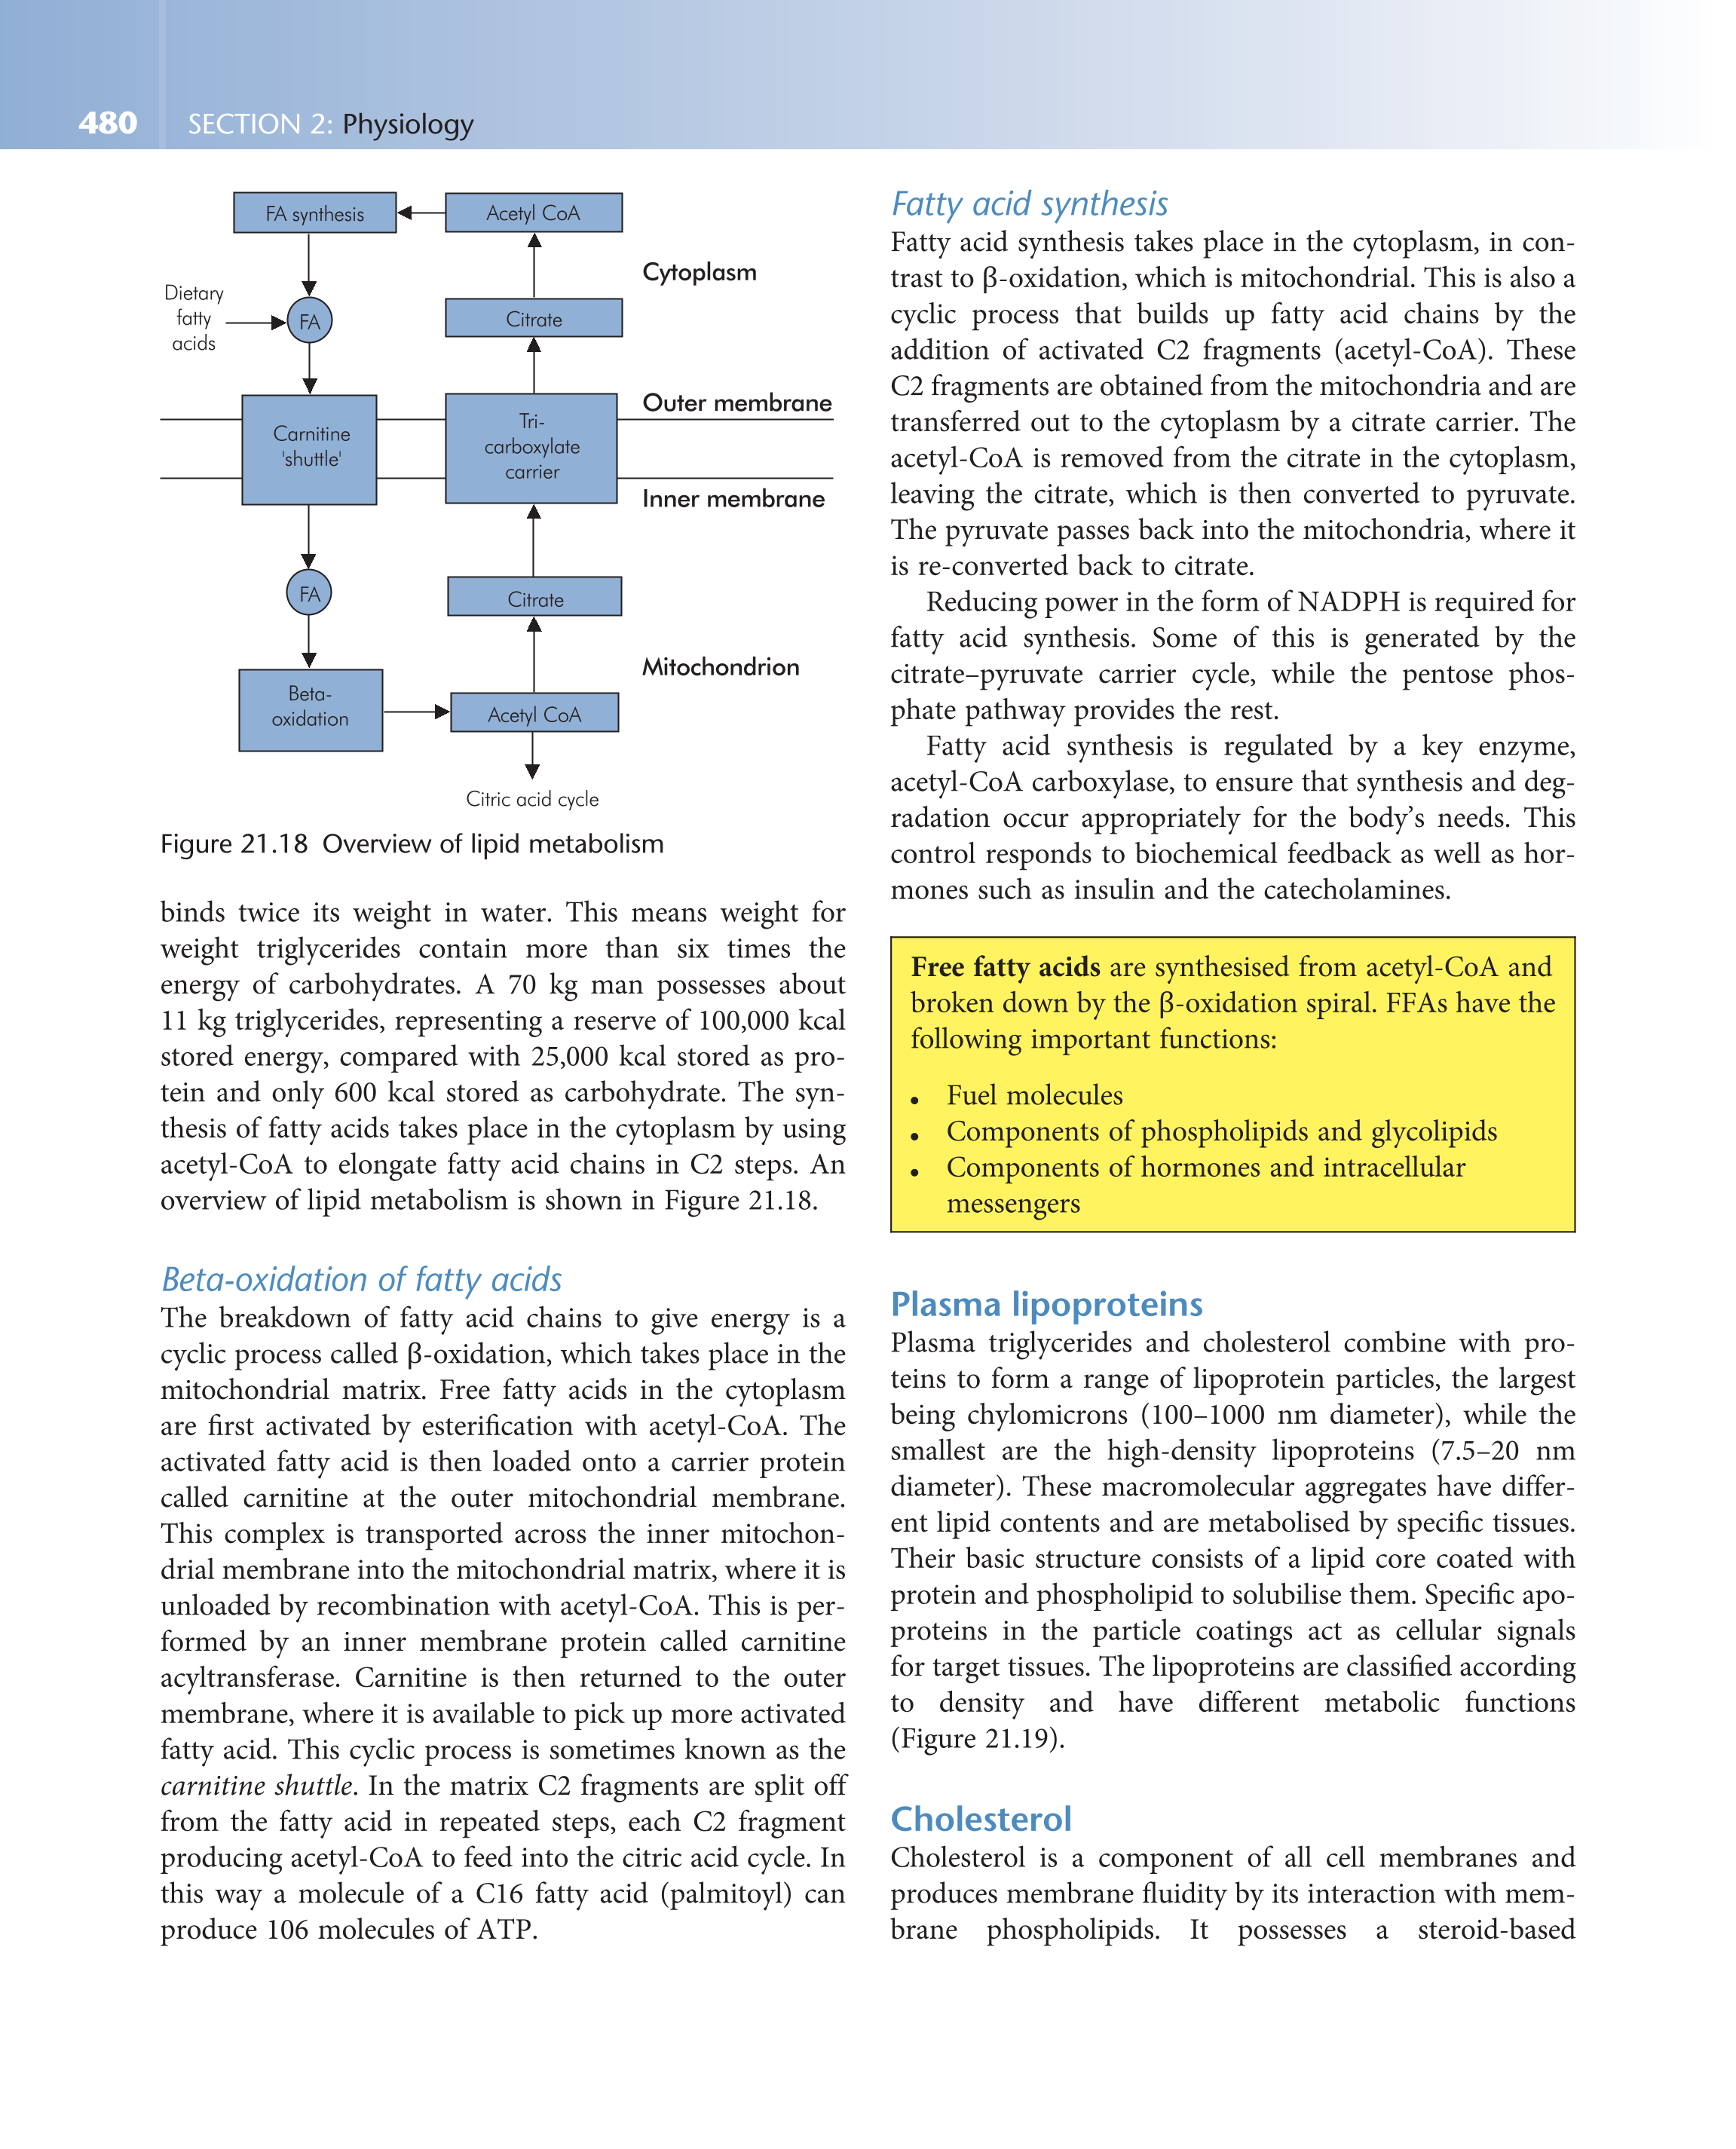 480 SECTION 2: Physiology
FA synthesis
Acetyl CoA
Cytoplasm
Dietary
fatty
acids
FA
Citrate
Outer membrane
Carnitine
'shuttle'
Tri-
carboxylate
carrier
Inner membrane
FA
Citrate
Mitochondrion
Beta-
oxidation
Acetyl CoA
Citric acid cycle
Figure 21.18 Overview of lipid metabolism
binds twice its weight in water. This means weight for
weight triglycerides contain more than six times the
energy of carbohydrates. A 70 kg man possesses about
11 kg triglycerides, representing a reserve of 100,000 kcal
stored energy, compared with 25,000 kcal stored as pro-
tein and only 600 kcal stored as carbohydrate. The syn-
thesis of fatty acids takes place in the cytoplasm by using
acetyl-CoA to elongate fatty acid chains in C2 steps. An
overview of lipid metabolism is shown in Figure 21.18.
Beta-oxidation of fatty acids
The breakdown of fatty acid chains to give energy is a
cyclic process called β-oxidation, which takes place in the
mitochondrial matrix. Free fatty acids in the cytoplasm
are first activated by esterification with acetyl-CoA. The
activated fatty acid is then loaded onto a carrier protein
called carnitine at the outer mitochondrial membrane.
This complex is transported across the inner mitochon-
drial membrane into the mitochondrial matrix, where it is
unloaded by recombination with acetyl-CoA. This is per-
formed by an inner membrane protein called carnitine
acyltransferase. Carnitine is then returned to the outer
membrane, where it is available to pick up more activated
fatty acid. This cyclic process is sometimes known as the
carnitine shuttle. In the matrix C2 fragments are split off
from the fatty acid in repeated steps, each C2 fragment
producing acetyl-CoA to feed into the citric acid cycle. In
this way a molecule of a C16 fatty acid (palmitoyl) can
produce 106 molecules of ATP.
Fatty acid synthesis
Fatty acid synthesis takes place in the cytoplasm, in con-
trast to β-oxidation, which is mitochondrial. This is also a
cyclic process that builds up fatty acid chains by the
addition of activated C2 fragments (acetyl-CoA). These
C2 fragments are obtained from the mitochondria and are
transferred out to the cytoplasm by a citrate carrier. The
acetyl-CoA is removed from the citrate in the cytoplasm,
leaving the citrate, which is then converted to pyruvate.
The pyruvate passes back into the mitochondria, where it
is re-converted back to citrate.
Reducing power in the form of NADPH is required for
fatty acid synthesis. Some of this is generated by the
citrate–pyruvate carrier cycle, while the pentose phos-
phate pathway provides the rest.
Fatty acid synthesis is regulated by a key enzyme,
acetyl-CoA carboxylase, to ensure that synthesis and deg-
radation occur appropriately for the body's needs. This
control responds to biochemical feedback as well as hor-
mones such as insulin and the catecholamines.
Free fatty acids are synthesised from acetyl-CoA and
broken down by the β-oxidation spiral. FFAs have the
following important functions:
• Fuel molecules
• Components of phospholipids and glycolipids
• Components of hormones and intracellular
messengers
Plasma lipoproteins
Plasma triglycerides and cholesterol combine with pro-
teins to form a range of lipoprotein particles, the largest
being chylomicrons (100–1000 nm diameter), while the
smallest are the high-density lipoproteins (7.5–20 nm
diameter). These macromolecular aggregates have differ-
ent lipid contents and are metabolised by specific tissues.
Their basic structure consists of a lipid core coated with
protein and phospholipid to solubilise them. Specific apo-
proteins in the particle coatings act as cellular signals
for target tissues. The lipoproteins are classified according
to density and have different metabolic functions
(Figure 21.19).
Cholesterol
Cholesterol is a component of all cell membranes and
produces membrane fluidity by its interaction with mem-
brane phospholipids. It possesses a steroid-based